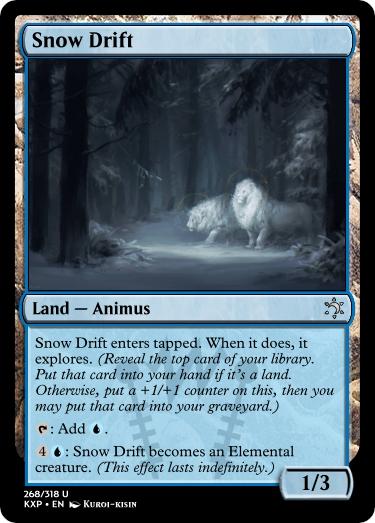 Snow Drift
Land — Animus
Snow Drift enters tapped. When it does, it
explores. (Reveal the top card of your library.
Put that card into your hand if it's a land.
Otherwise, put a +1/+1 counter on this, then you
may put that card into your graveyard.)
: Add .
4 : Snow Drift becomes an Elemental
creature. (This effect lasts indefinitely.)
1/3
268/318 U
KXP • EN Kuroi-kisin